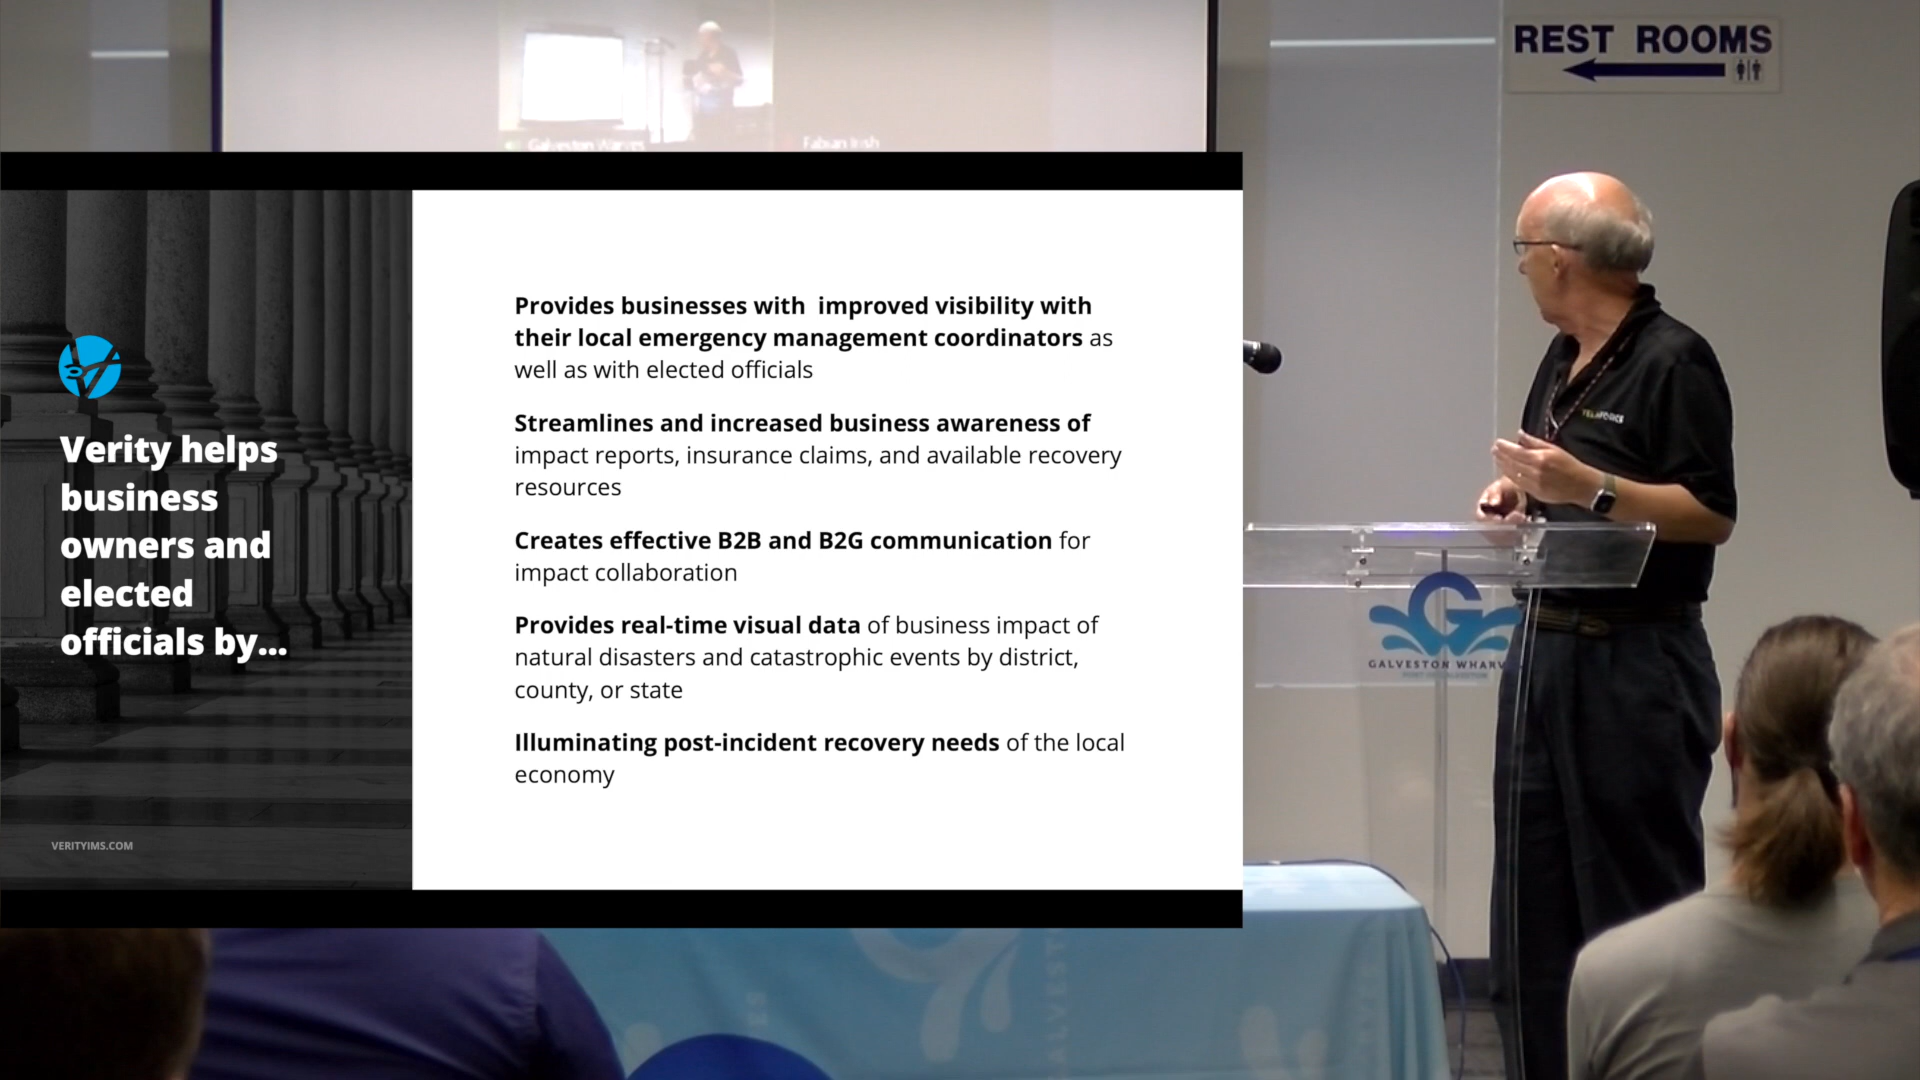 REST ROOMS
Galveston Wharves
Fabian Irish
Verity helps
business
owners and
elected
officials by...
VERITYIMS.COM
Provides businesses with  improved visibility with
their local emergency management coordinators as
well as with elected officials
Streamlines and increased business awareness of
impact reports, insurance claims, and available recovery
resources
Creates effective B2B and B2G communication for
impact collaboration
Provides real-time visual data of business impact of
natural disasters and catastrophic events by district,
county, or state
Illuminating post-incident recovery needs of the local
economy
G
GALVESTON WHARV